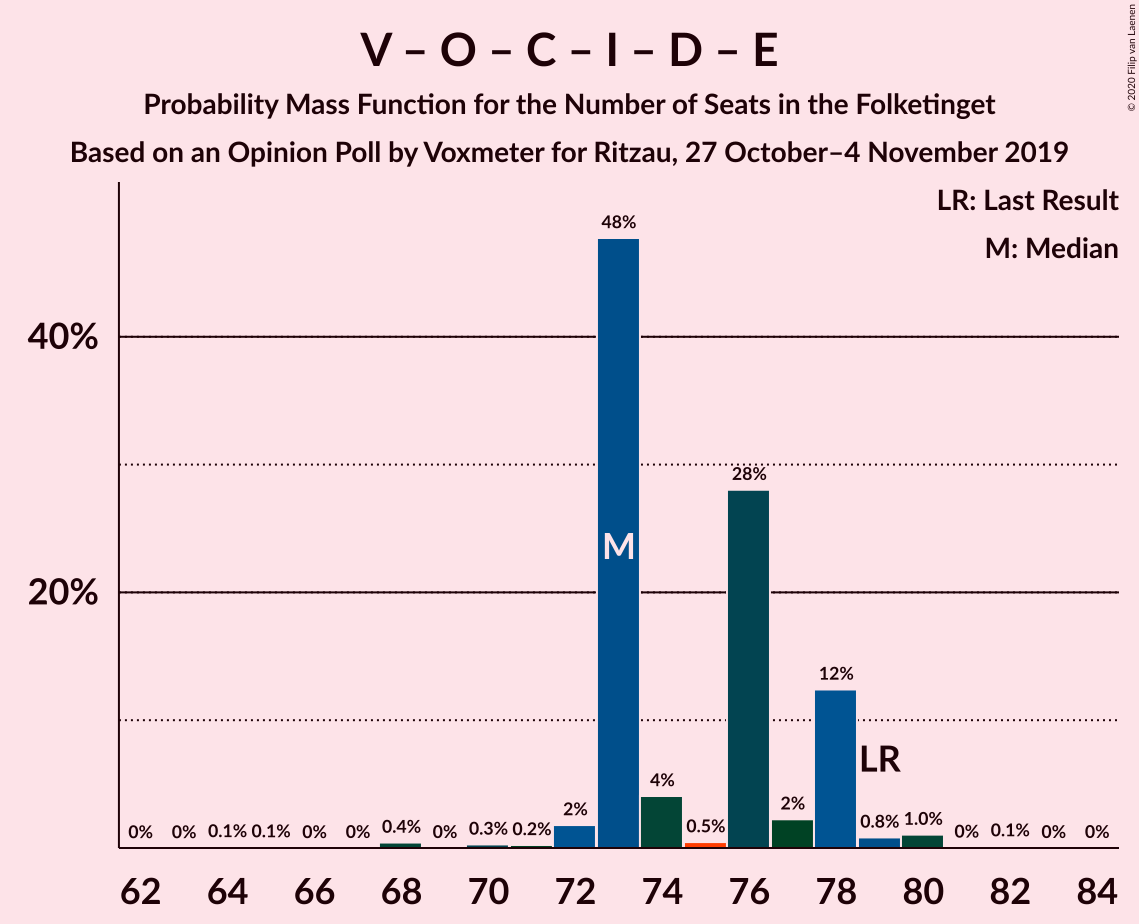 V – O – C – I – D – E
Probability Mass Function for the Number of Seats in the Folketinget
Based on an Opinion Poll by Voxmeter for Ritzau, 27 October–4 November 2019
© 2020 Filip van Laenen
LR: Last Result
M: Median
40%
20%
0%
0%
0.1%
0.1%
0%
0%
0.4%
0%
0.3%
0.2%
2%
48%
M
4%
0.5%
28%
2%
12%
LR
0.8%
1.0%
0%
0.1%
0%
0%
62 64 66 68 70 72 74 76 78 80 82 84